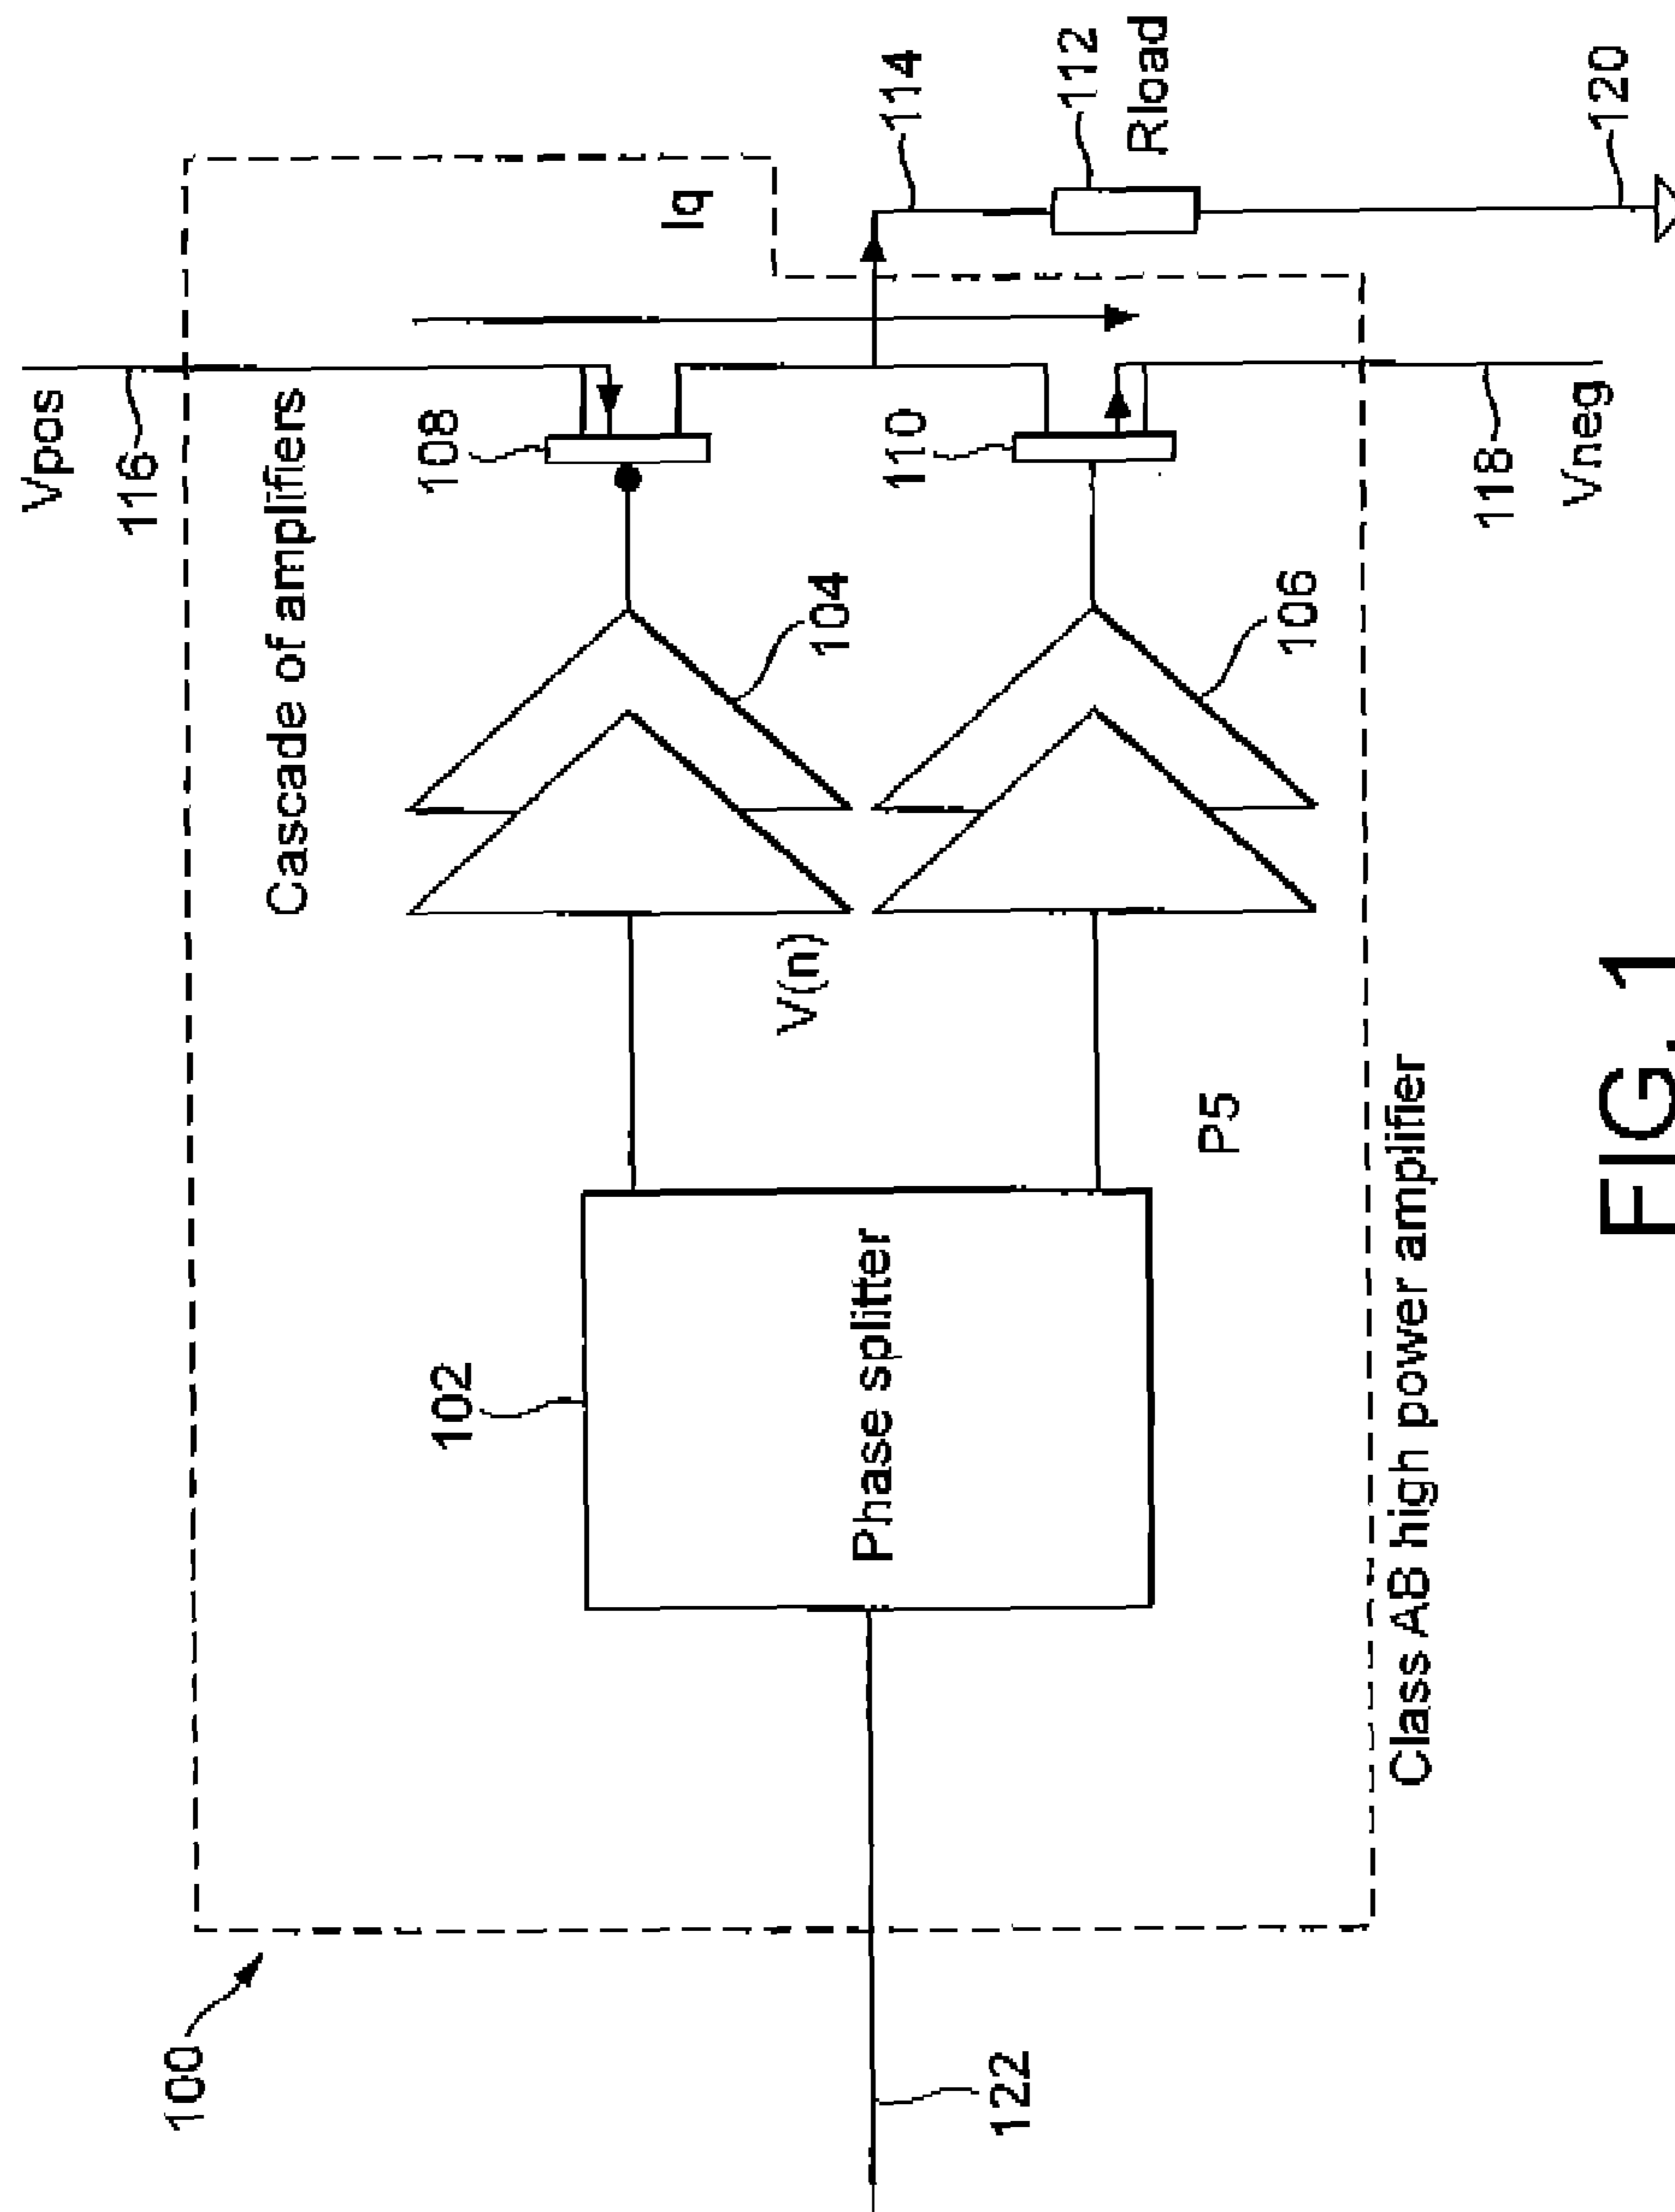 Vpos
116
Cascade of amplifiers
108
Iq
104
114
112
Rload
100
102
Phase splitter
V(n)
110
106
P5
122
118
Vneg
120
Class AB high power amplifier
FIG. 1